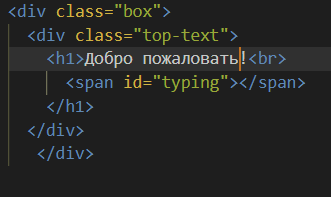 <div class="box">
<div class="top-text">
<h1>Добро пожаловать!<br>
<span id="typing"></span>
</h1>
</div>
</div>